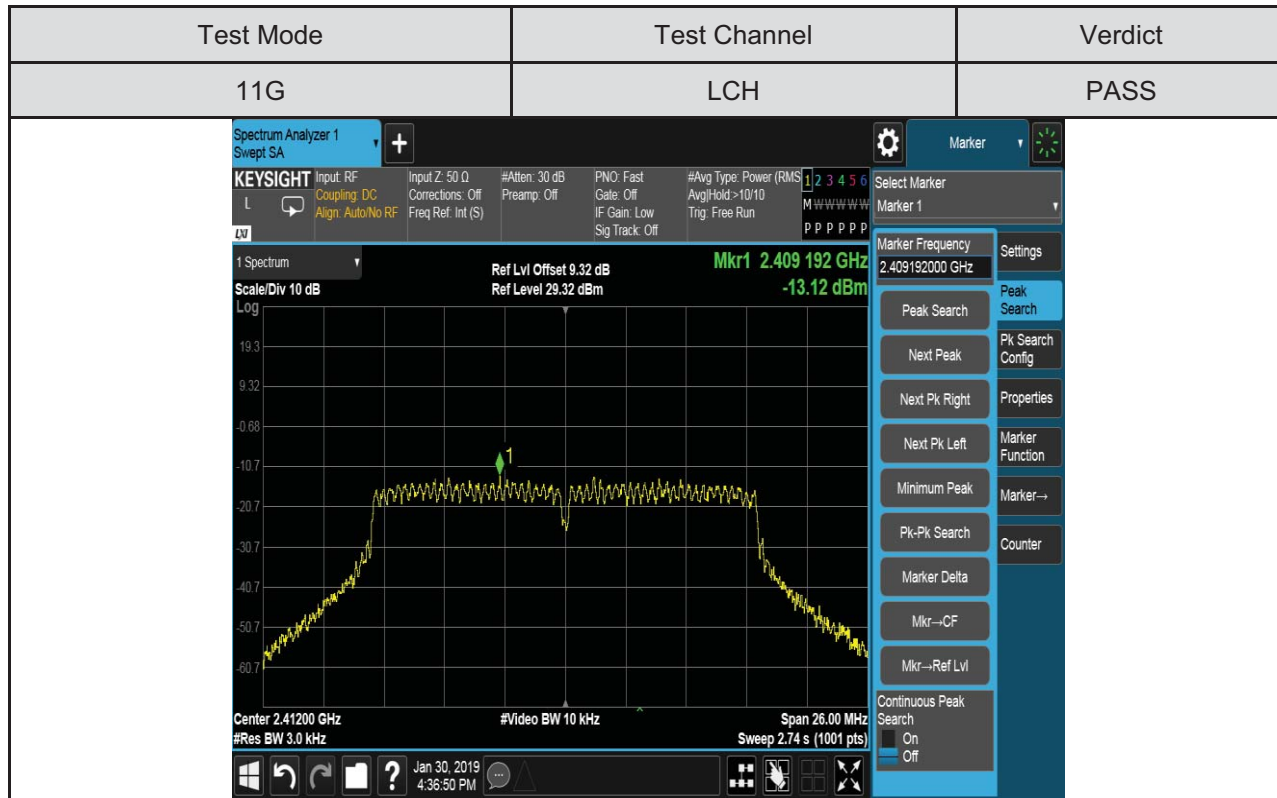 Test Mode Test Channel Verdict
11G LCH PASS
Spectrum Analyzer 1
Swept SA
+
Marker
KEYSIGHT
L
LXI
Input: RF
Coupling: DC
Align: Auto/No RF
Input Z: 50 Ω
Corrections: Off
Freq Ref: Int (S)
#Atten: 30 dB
Preamp: Off
PNO: Fast
Gate: Off
IF Gain: Low
Sig Track: Off
#Avg Type: Power (RMS
Avg|Hold:>10/10
Trig: Free Run
1 2 3 4 5 6
M W W W W W
P P P P P P
Select Marker
Marker 1
1 Spectrum
Scale/Div 10 dB
Log
Ref Lvl Offset 9.32 dB
Ref Level 29.32 dBm
Mkr1 2.409 192 GHz
-13.12 dBm
19.3
9.32
-0.68
-10.7
-20.7
-30.7
-40.7
-50.7
-60.7
1
Center 2.41200 GHz
#Res BW 3.0 kHz
#Video BW 10 kHz
Span 26.00 MHz
Sweep 2.74 s (1001 pts)
Marker Frequency
2.409192000 GHz
Peak Search
Next Peak
Next Pk Right
Next Pk Left
Minimum Peak
Pk-Pk Search
Marker Delta
Mkr→CF
Mkr→Ref Lvl
Continuous Peak
Search
On
Off
Settings
Peak
Search
Pk Search
Config
Properties
Marker
Function
Marker→
Counter
?
Jan 30, 2019
4:36:50 PM